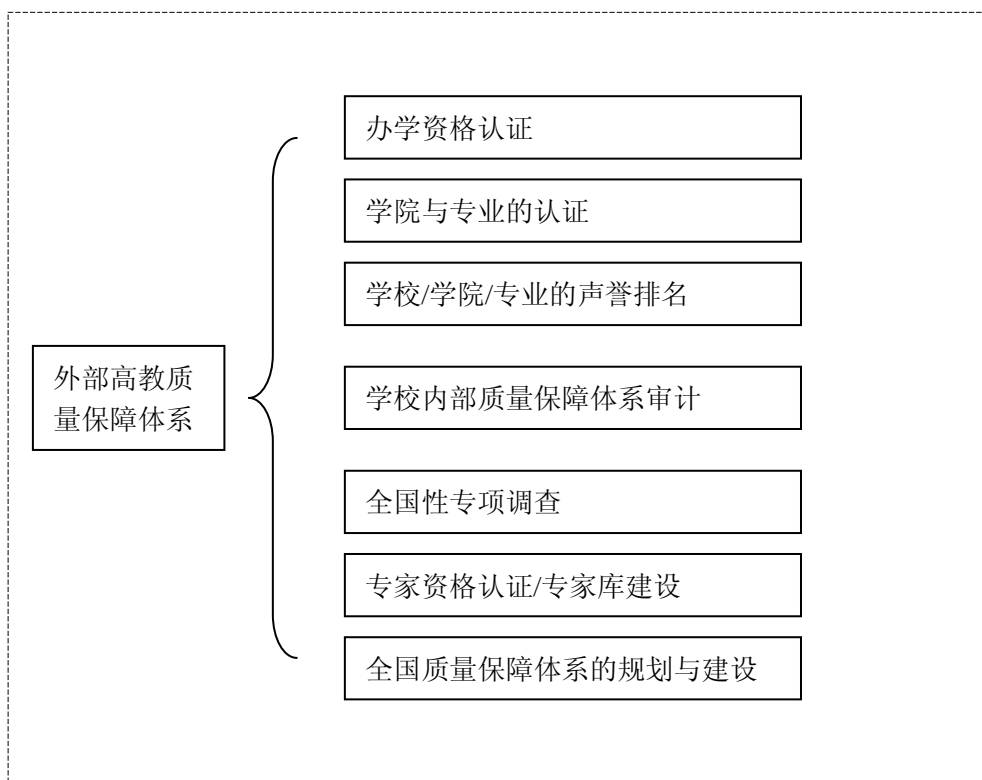 办学资格认证
学院与专业的认证
学校/学院/专业的声誉排名
外部高教质
量保障体系
学校内部质量保障体系审计
全国性专项调查
专家资格认证/专家库建设
全国质量保障体系的规划与建设